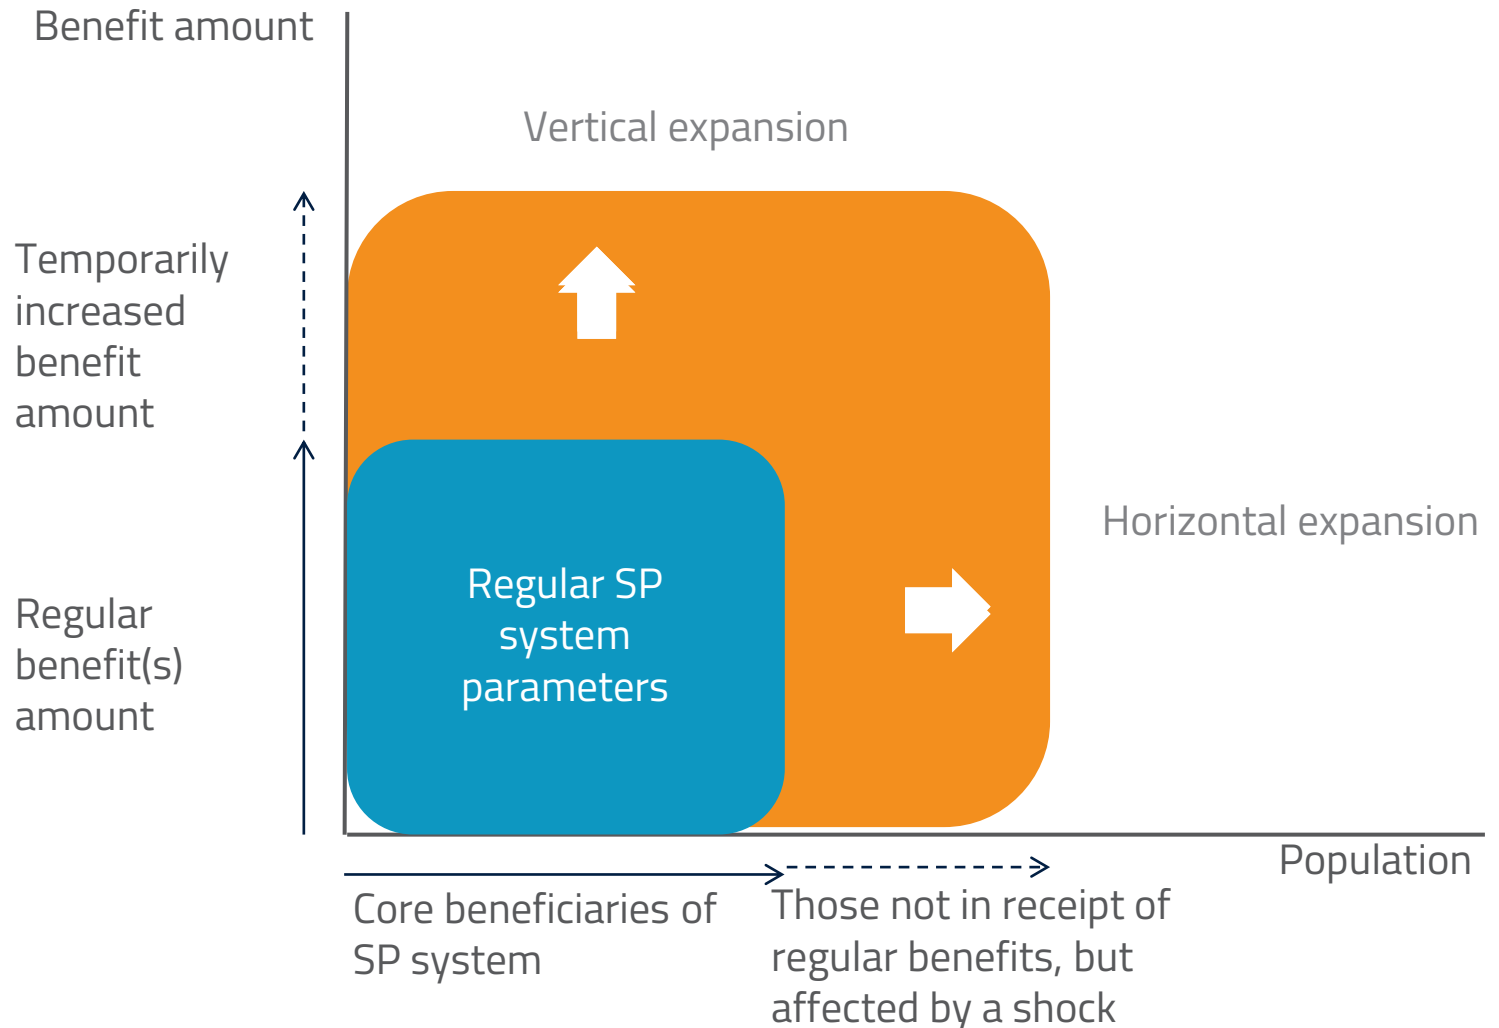 Benefit amount
Vertical expansion
Temporarily
increased
benefit
amount
Horizontal expansion
Regular SP
system
parameters
Regular
benefit(s)
amount
Population
Core beneficiaries of
SP system
Those not in receipt of
regular benefits, but
affected by a shock